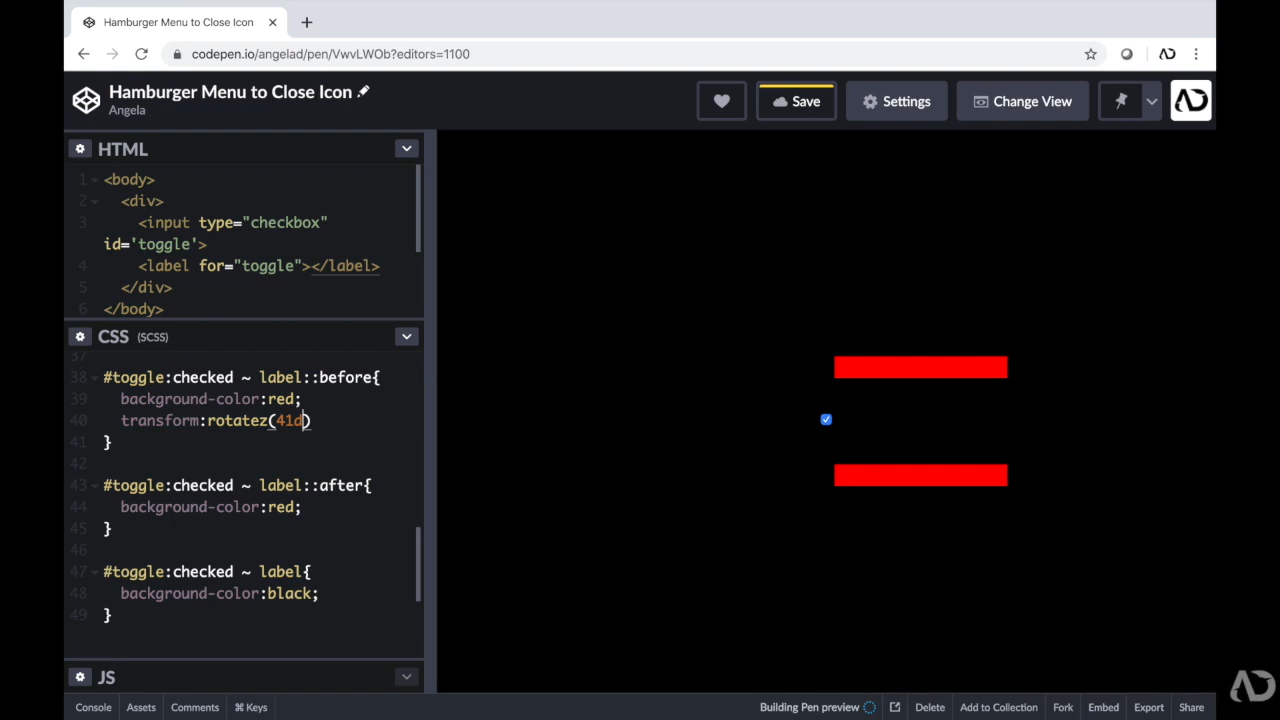 Hamburger Menu to Close Icon
codepen.io/angelad/pen/VwvLWOb?editors=1100
Hamburger Menu to Close Icon
Angela
Save
Settings
Change View
HTML
1 <body>
2 <div>
3 <input type="checkbox"
id='toggle'>
4 <label for="toggle"></label>
5 </div>
6 </body>
CSS (SCSS)
37
38 #toggle:checked ~ label::before{
39 background-color:red;
40 transform:rotatez(41d)
41 }
42
43 #toggle:checked ~ label::after{
44 background-color:red;
45 }
46
47 #toggle:checked ~ label{
48 background-color:black;
49 }
JS
Console Assets Comments ⌘ Keys Building Pen preview Delete Add to Collection Fork Embed Export Share